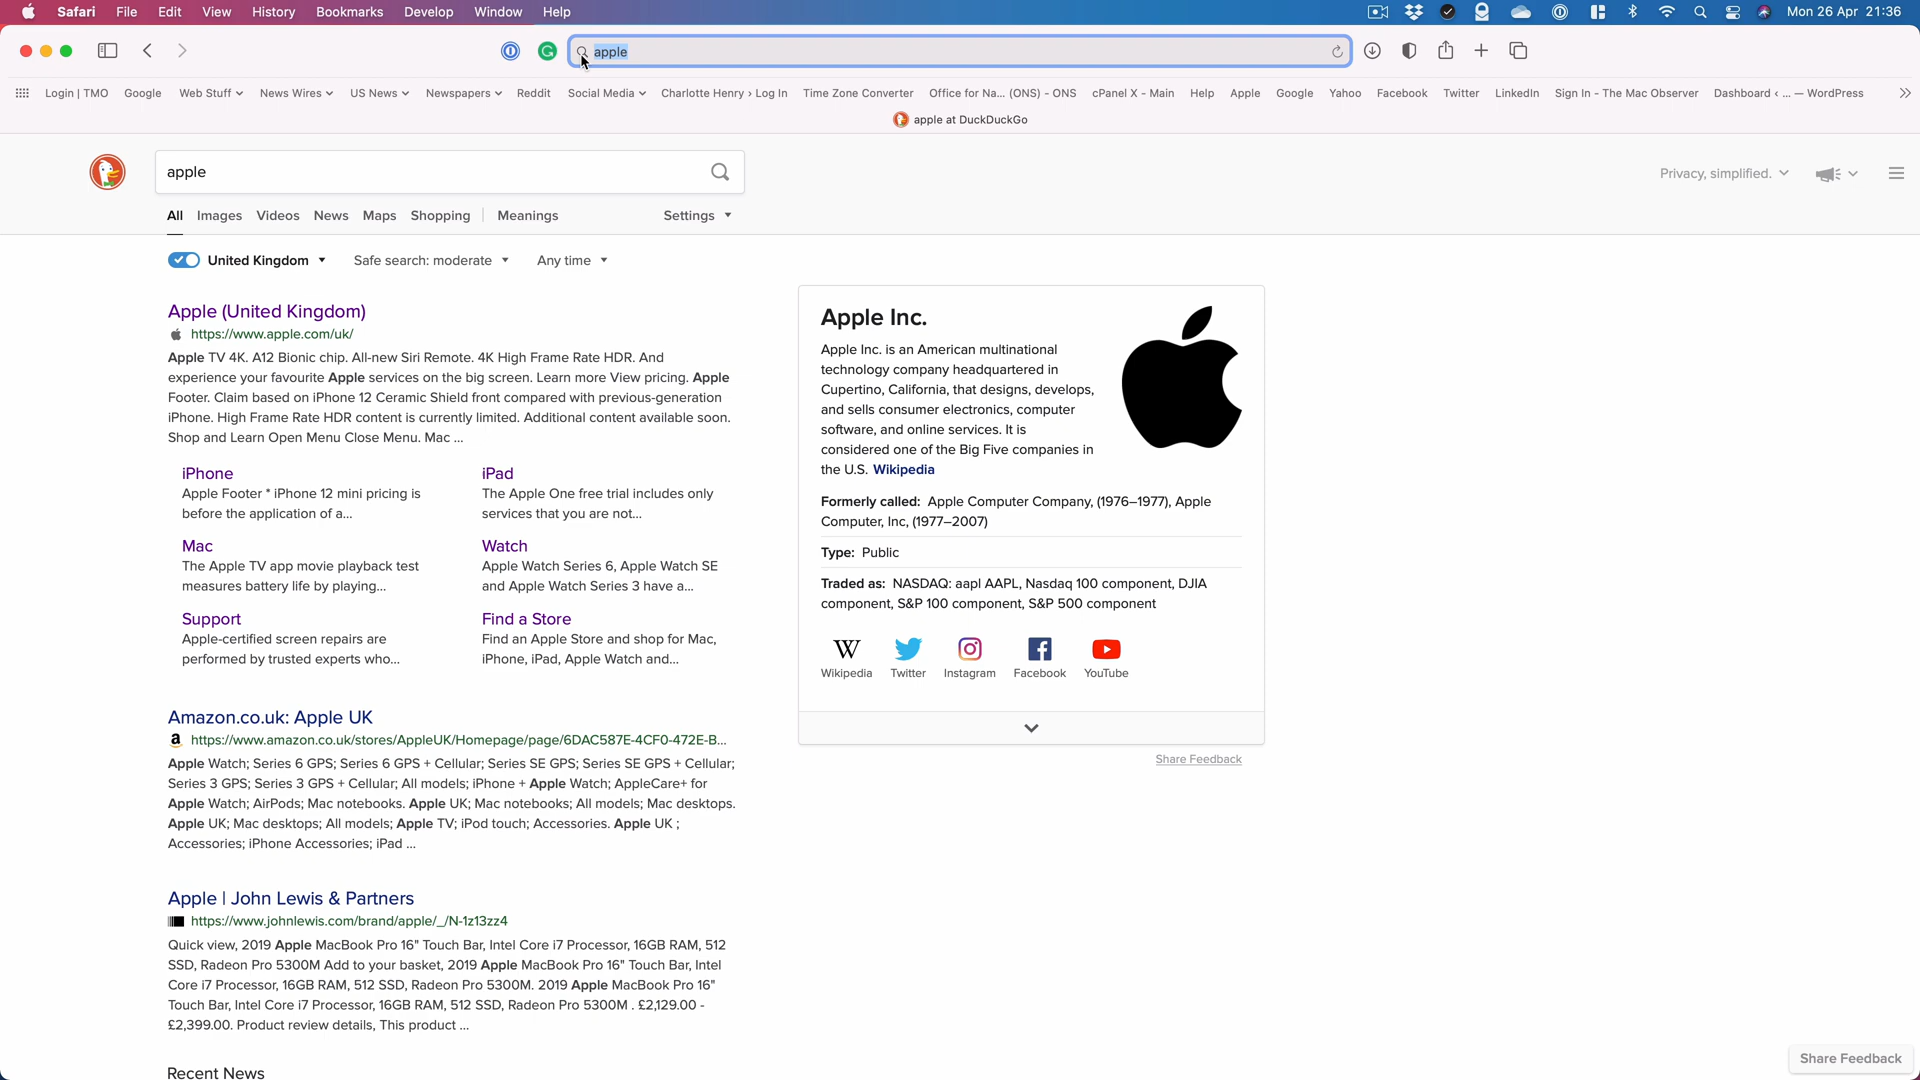 Safari File Edit View History Bookmarks Develop Window Help Mon 26 Apr 21:36
apple
Login | TMO Google Web Stuff News Wires US News Newspapers Reddit Social Media Charlotte Henry › Log In Time Zone Converter Office for Na... (ONS) - ONS cPanel X - Main Help Apple Google Yahoo Facebook Twitter LinkedIn Sign In - The Mac Observer Dashboard ‹ ... — WordPress
apple at DuckDuckGo
apple
Privacy, simplified.
All Images Videos News Maps Shopping Meanings Settings
United Kingdom Safe search: moderate Any time
Apple (United Kingdom)
https://www.apple.com/uk/
Apple TV 4K. A12 Bionic chip. All-new Siri Remote. 4K High Frame Rate HDR. And
experience your favourite Apple services on the big screen. Learn more View pricing. Apple
Footer. Claim based on iPhone 12 Ceramic Shield front compared with previous-generation
iPhone. High Frame Rate HDR content is currently limited. Additional content available soon.
Shop and Learn Open Menu Close Menu. Mac ...
iPhone
Apple Footer * iPhone 12 mini pricing is
before the application of a...
iPad
The Apple One free trial includes only
services that you are not...
Mac
The Apple TV app movie playback test
measures battery life by playing...
Watch
Apple Watch Series 6, Apple Watch SE
and Apple Watch Series 3 have a...
Support
Apple-certified screen repairs are
performed by trusted experts who...
Find a Store
Find an Apple Store and shop for Mac,
iPhone, iPad, Apple Watch and...
Amazon.co.uk: Apple UK
a https://www.amazon.co.uk/stores/AppleUK/Homepage/page/6DAC587E-4CF0-472E-B...
Apple Watch; Series 6 GPS; Series 6 GPS + Cellular; Series SE GPS; Series SE GPS + Cellular;
Series 3 GPS; Series 3 GPS + Cellular; All models; iPhone + Apple Watch; AppleCare+ for
Apple Watch; AirPods; Mac notebooks. Apple UK; Mac notebooks; All models; Mac desktops.
Apple UK; Mac desktops; All models; Apple TV; iPod touch; Accessories. Apple UK ;
Accessories; iPhone Accessories; iPad ...
Apple | John Lewis & Partners
https://www.johnlewis.com/brand/apple/_/N-1z13zz4
Quick view, 2019 Apple MacBook Pro 16" Touch Bar, Intel Core i7 Processor, 16GB RAM, 512
SSD, Radeon Pro 5300M Add to your basket, 2019 Apple MacBook Pro 16" Touch Bar, Intel
Core i7 Processor, 16GB RAM, 512 SSD, Radeon Pro 5300M. 2019 Apple MacBook Pro 16"
Touch Bar, Intel Core i7 Processor, 16GB RAM, 512 SSD, Radeon Pro 5300M . £2,129.00 -
£2,399.00. Product review details, This product ...
Recent News
Apple Inc.
Apple Inc. is an American multinational
technology company headquartered in
Cupertino, California, that designs, develops,
and sells consumer electronics, computer
software, and online services. It is
considered one of the Big Five companies in
the U.S. Wikipedia
Formerly called: Apple Computer Company, (1976–1977), Apple
Computer, Inc, (1977–2007)
Type: Public
Traded as: NASDAQ: aapl AAPL, Nasdaq 100 component, DJIA
component, S&P 100 component, S&P 500 component
W
Wikipedia Twitter Instagram Facebook YouTube
Share Feedback
Share Feedback